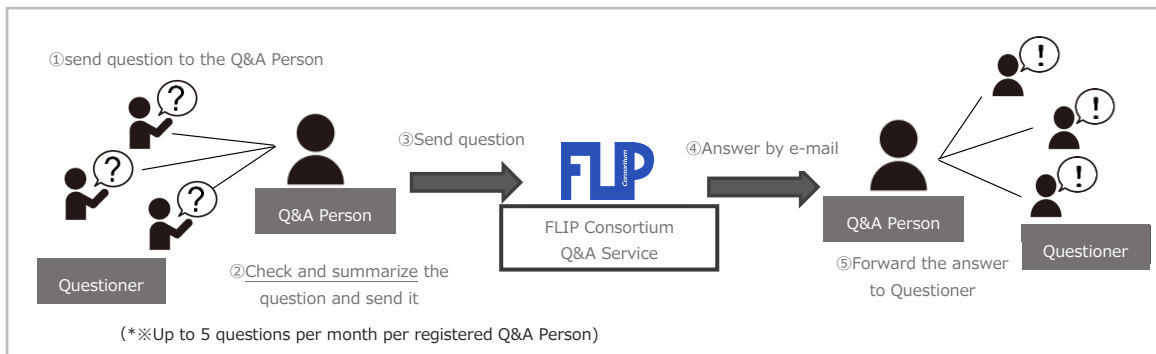 ①send question to the Q&A Person
?
?
?
Questioner
Q&A Person
②Check and summarize the
question and send it
③Send question
FLIP
Consortium
FLIP Consortium
Q&A Service
④Answer by e-mail
Q&A Person
⑤Forward the answer
to Questioner
!
!
!
Questioner
(*※Up to 5 questions per month per registered Q&A Person)